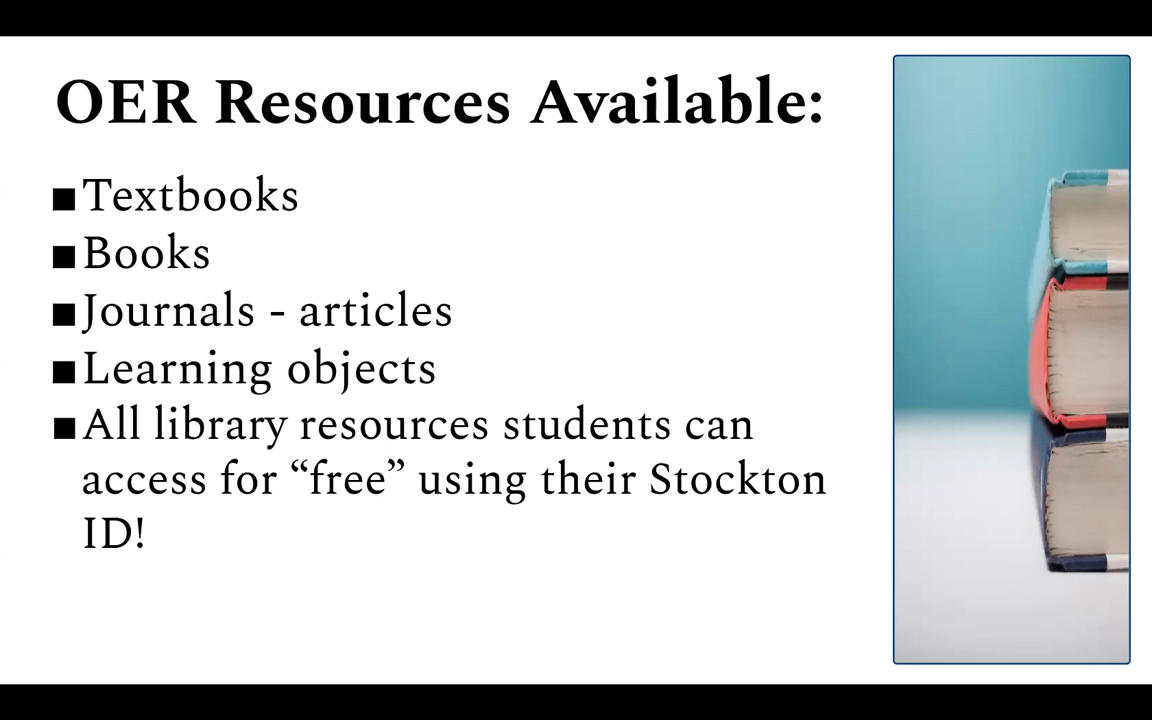 OER Resources Available:
■Textbooks
■Books
■Journals - articles
■Learning objects
■All library resources students can
access for “free” using their Stockton
ID!